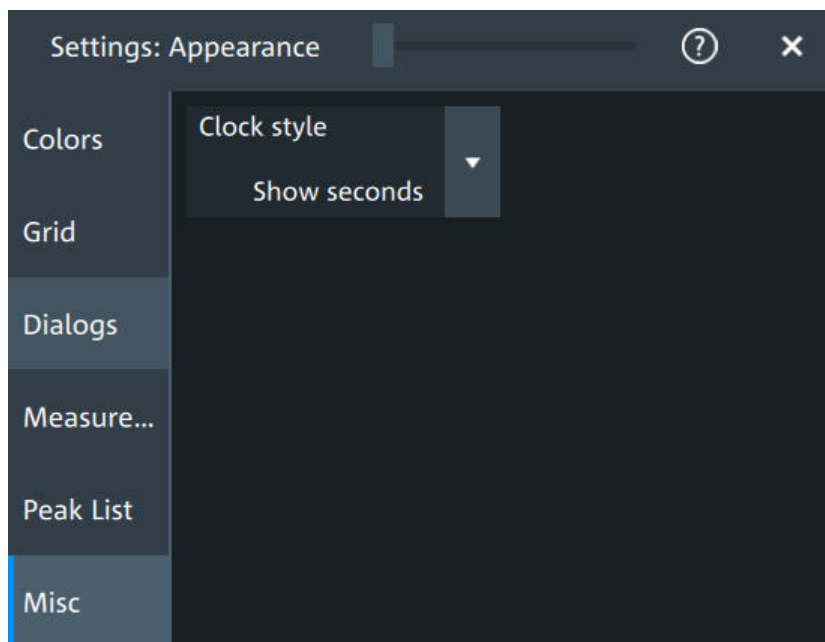 Settings: Appearance
Colors
Clock style
Show seconds
Grid
Dialogs
Measure...
Peak List
Misc